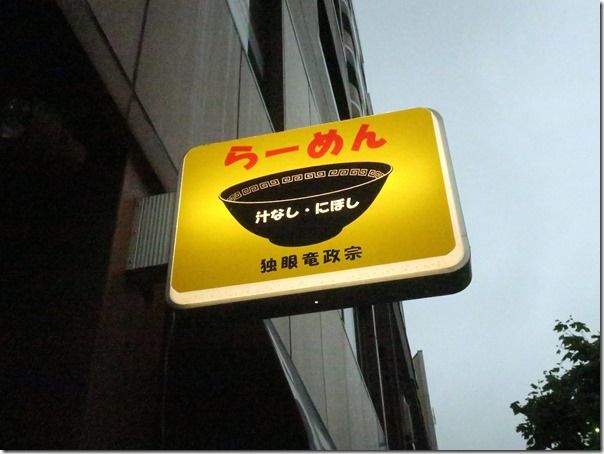 らーめん
汁なし・にぼし
独眼竜政宗